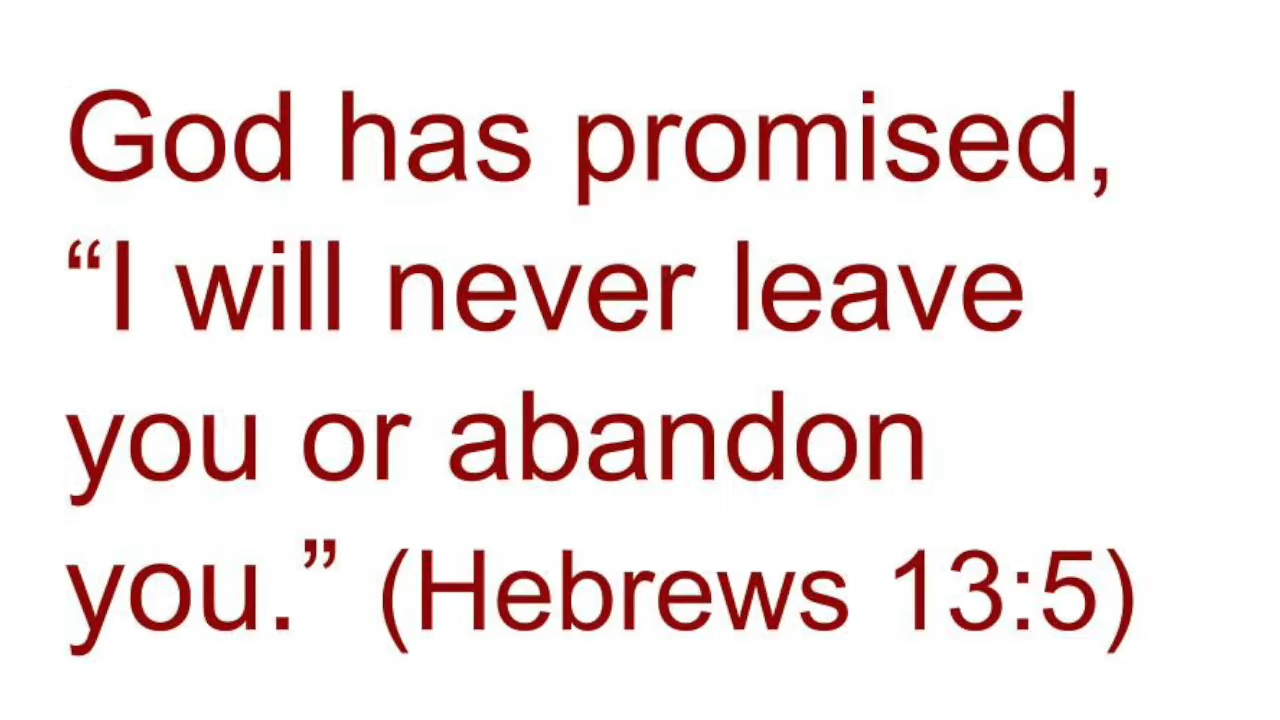 God has promised,
“I will never leave
you or abandon
you.” (Hebrews 13:5)